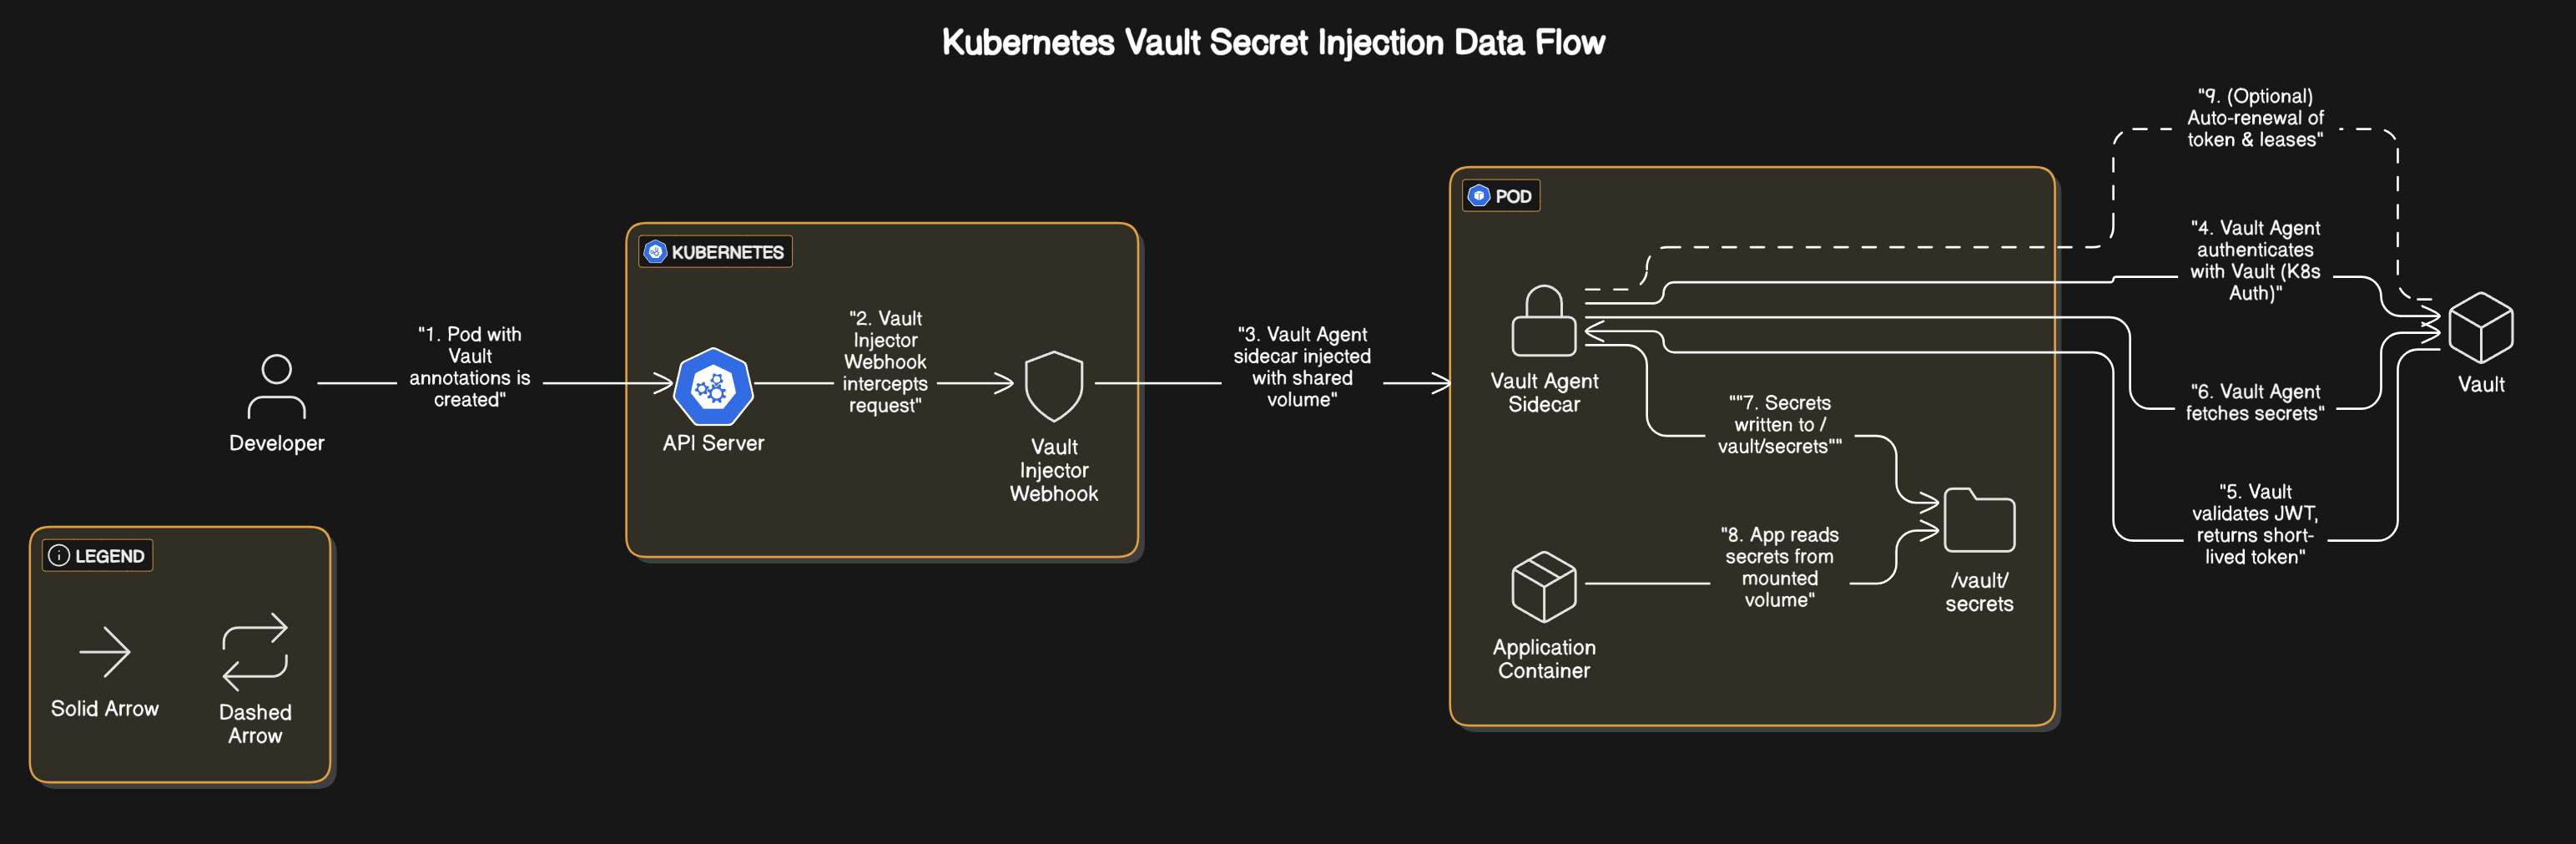 Kubernetes Vault Secret Injection Data Flow
"9. (Optional)
Auto-renewal of
token & leases"
POD
"4. Vault Agent
authenticates
with Vault (K8s
Auth)"
KUBERNETES
"1. Pod with
Vault
annotations is
created"
"2. Vault
Injector
Webhook
intercepts
request"
"3. Vault Agent
sidecar injected
with shared
volume"
Developer
API Server
Vault
Injector
Webhook
Vault Agent
Sidecar
Vault
"6. Vault Agent
fetches secrets"
""7. Secrets
written to /
vault/secrets""
"5. Vault
validates JWT,
returns short-
lived token"
"8. App reads
secrets from
mounted
volume"
/vault/
secrets
Application
Container
LEGEND
Solid Arrow
Dashed
Arrow